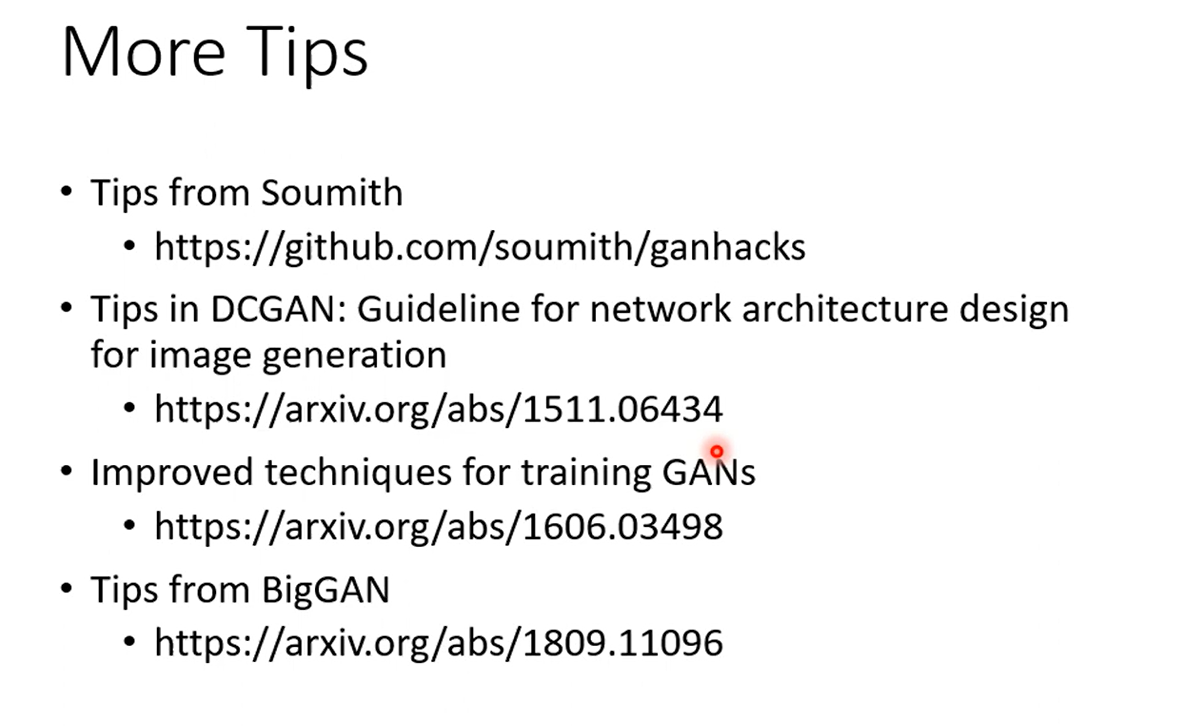 More Tips
• Tips from Soumith
• https://github.com/soumith/ganhacks
• Tips in DCGAN: Guideline for network architecture design
for image generation
• https://arxiv.org/abs/1511.06434
• Improved techniques for training GANs
• https://arxiv.org/abs/1606.03498
• Tips from BigGAN
• https://arxiv.org/abs/1809.11096